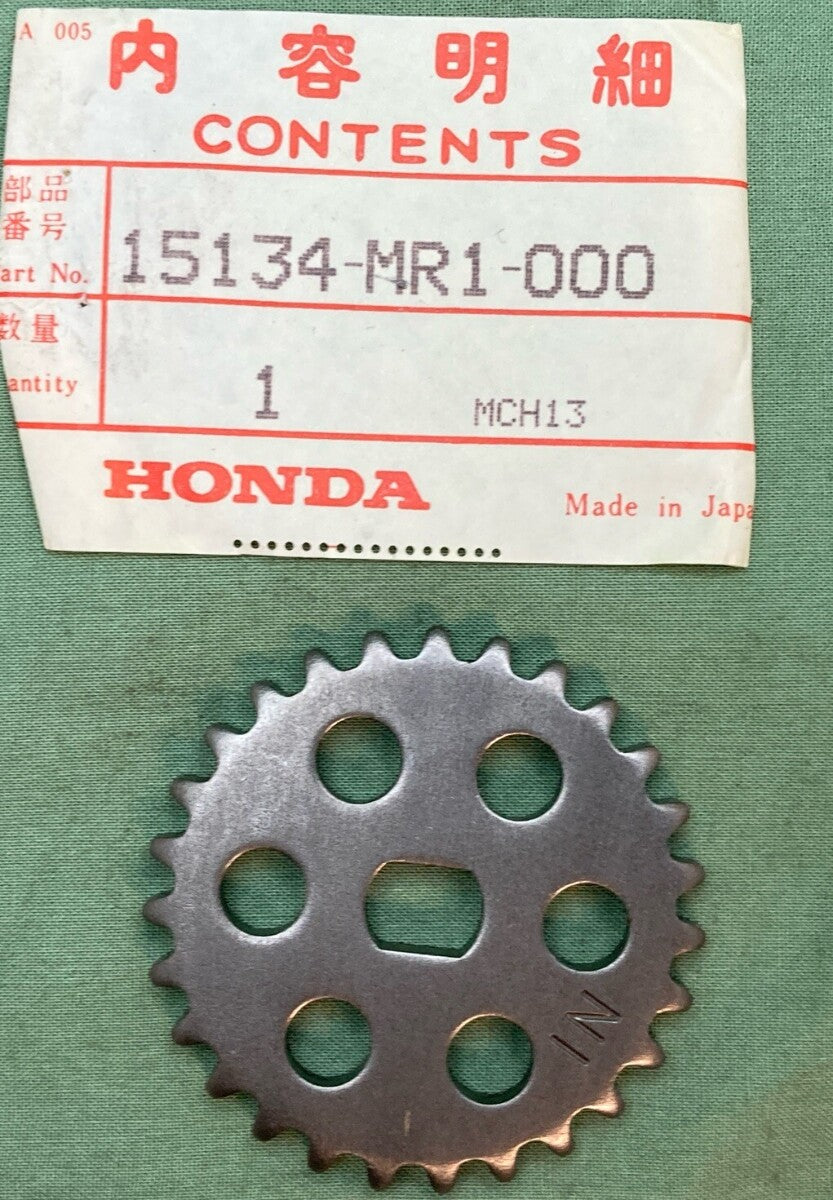 A 005
内容明細
CONTENTS
部品
番号
art No.
15134-MR1-000
数量
antity
1
MCH13
HONDA
Made in Japa
IN